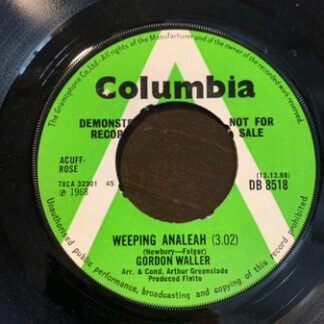 The Gramophone Co. Ltd. · All rights of the Manufacturer and of the owner of the recorded work reserved
Columbia
DEMONSTR NOT FOR
RECOR SALE
ACUFF-
ROSE
(13.12.68)
7XCA 32301 45
DB 8518
℗ 1968
WEEPING ANALEAH (3.02)
(Newbury—Folger)
GORDON WALLER
Arr. & Cond. Arthur Greenslade
Produced Finito
Unauthorised public performance, broadcasting and copying of this record prohibited